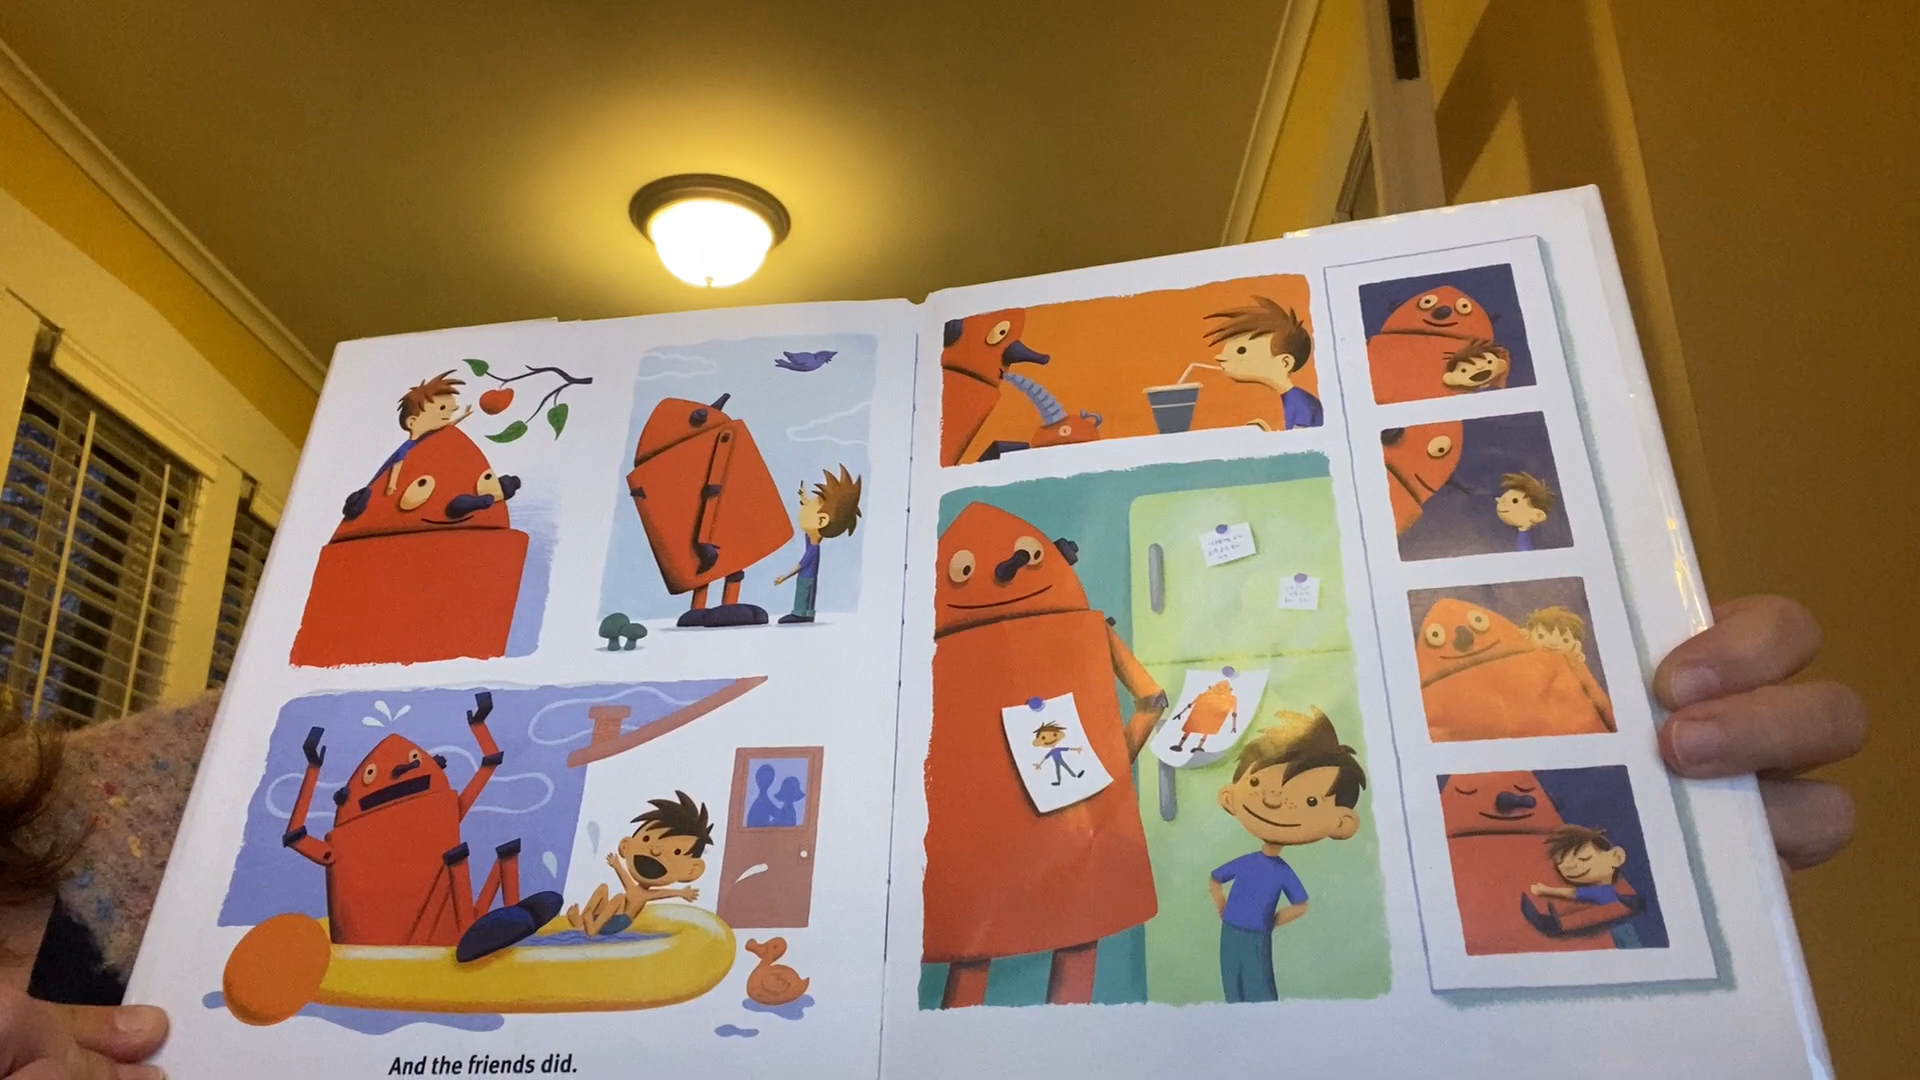 And the friends did.